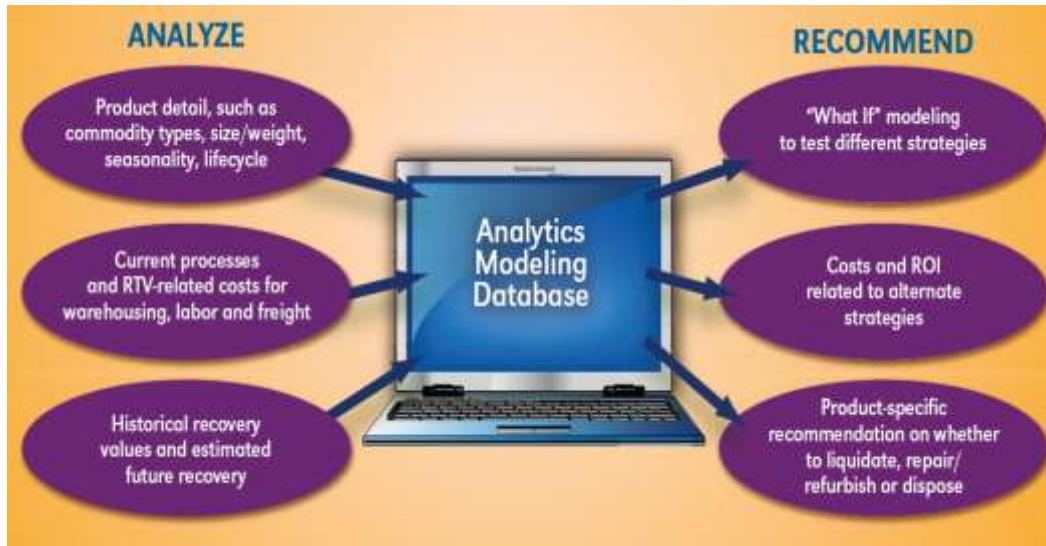 ANALYZE
Product detail, such as
commodity types, size/weight,
seasonality, lifecycle
Current processes
and RTV-related costs for
warehousing, labor and freight
Historical recovery
values and estimated
future recovery
Analytics
Modeling
Database
RECOMMEND
"What If" modeling
to test different strategies
Costs and ROI
related to alternate
strategies
Product-specific
recommendation on whether
to liquidate, repair/
refurbish or dispose